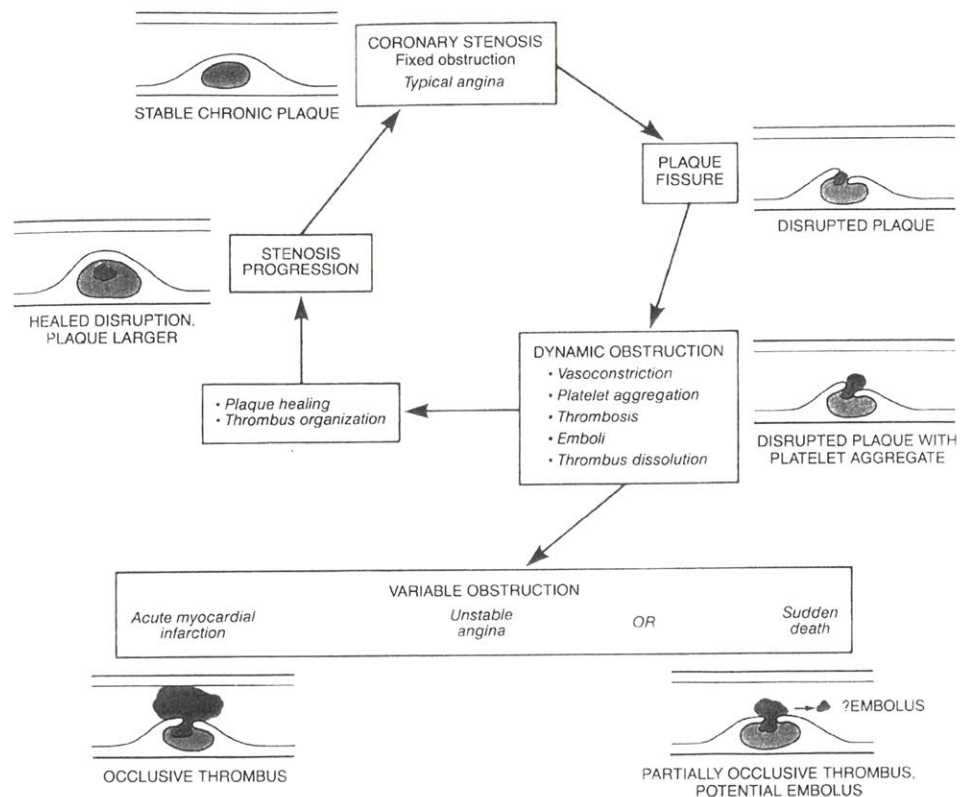 CORONARY STENOSIS
Fixed obstruction
Typical angina
STABLE CHRONIC PLAQUE
PLAQUE
FISSURE
DISRUPTED PLAQUE
STENOSIS
PROGRESSION
HEALED DISRUPTION,
PLAQUE LARGER
DYNAMIC OBSTRUCTION
• Vasoconstriction
• Platelet aggregation
• Thrombosis
• Emboli
• Thrombus dissolution
• Plaque healing
• Thrombus organization
DISRUPTED PLAQUE WITH
PLATELET AGGREGATE
VARIABLE OBSTRUCTION
Acute myocardial
infarction
Unstable
angina
OR
Sudden
death
?EMBOLUS
OCCLUSIVE THROMBUS
PARTIALLY OCCLUSIVE THROMBUS,
POTENTIAL EMBOLUS